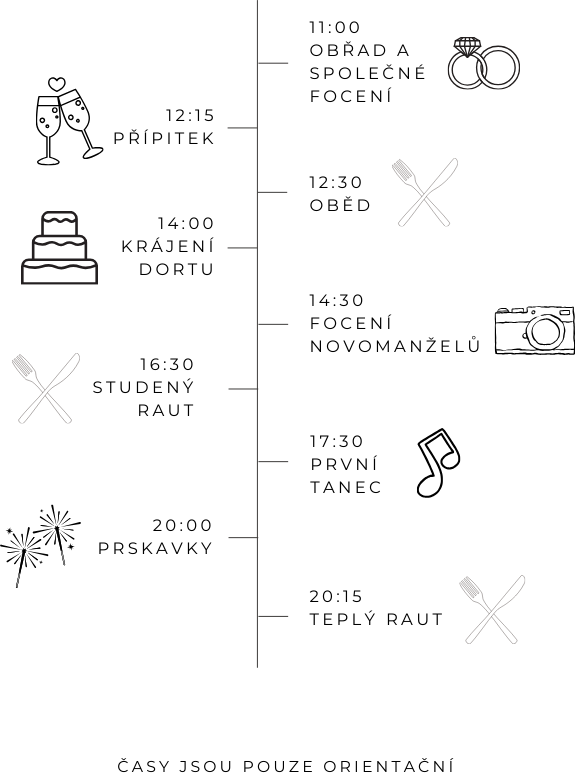 11:00
OBŘAD A
SPOLEČNÉ
FOCENÍ
12:15
PŘÍPITEK
12:30
OBĚD
14:00
KRÁJENÍ
DORTU
14:30
FOCENÍ
NOVOMANŽELŮ
16:30
STUDENÝ
RAUT
17:30
PRVNÍ
TANEC
20:00
PRSKAVKY
20:15
TEPLÝ RAUT
ČASY JSOU POUZE ORIENTAČNÍ